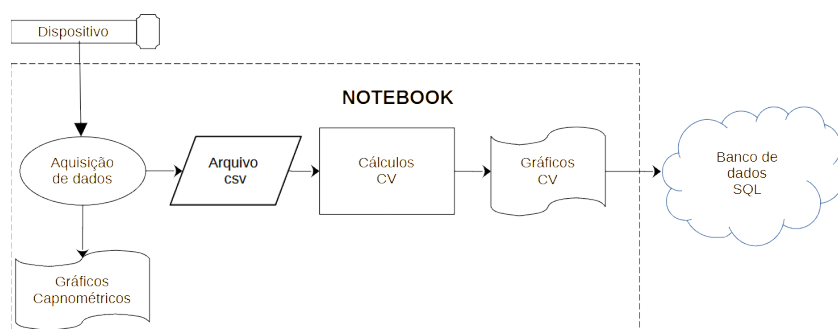 Dispositivo
NOTEBOOK
Aquisição
de dados
Arquivo
csv
Cálculos
CV
Gráficos
CV
Banco de
dados
SQL
Gráficos
Capnométricos